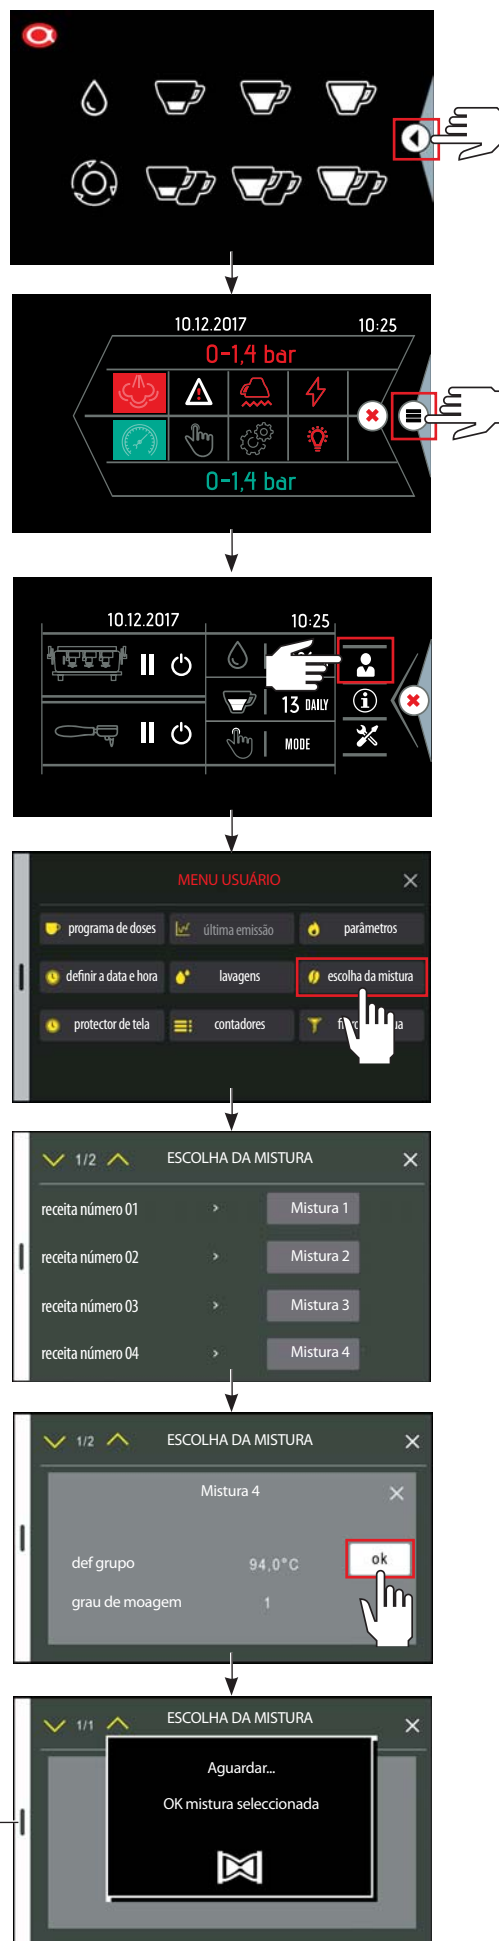 10.12.2017 10:25
0-1,4 bar
0-1,4 bar
10.12.2017 10:25
13 DAILY
MODE
MENU USUÁRIO
programa de doses última emissão parâmetros
definir a data e hora lavagens escolha da mistura
protector de tela contadores
1/2 ESCOLHA DA MISTURA
receita número 01 > Mistura 1
receita número 02 > Mistura 2
receita número 03 > Mistura 3
receita número 04 > Mistura 4
1/2 ESCOLHA DA MISTURA
Mistura 4
def grupo 94,0°C ok
grau de moagem 1
1/1 ESCOLHA DA MISTURA
Aguardar...
OK mistura seleccionada